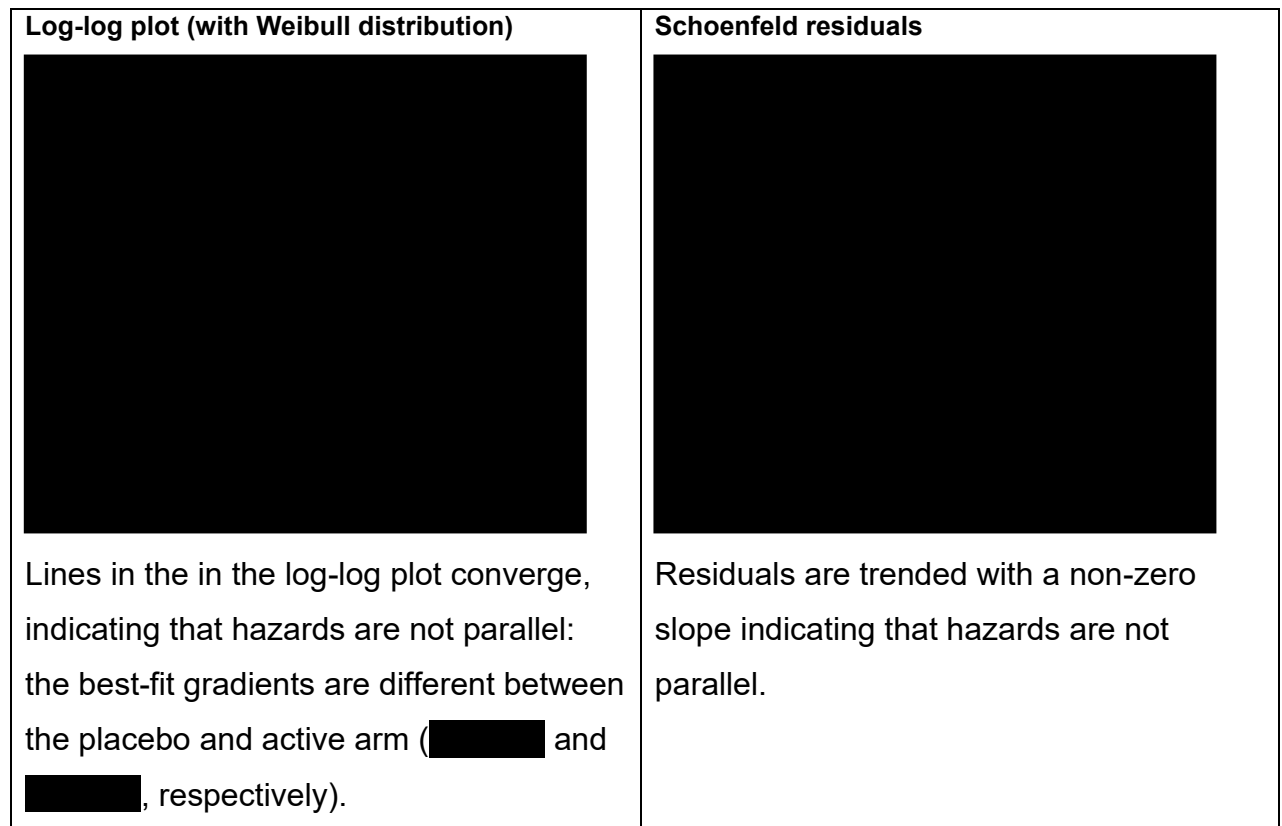 Log-log plot (with Weibull distribution)
Lines in the in the log-log plot converge,
indicating that hazards are not parallel:
the best-fit gradients are different between
the placebo and active arm ( and
, respectively).
Schoenfeld residuals
Residuals are trended with a non-zero
slope indicating that hazards are not
parallel.